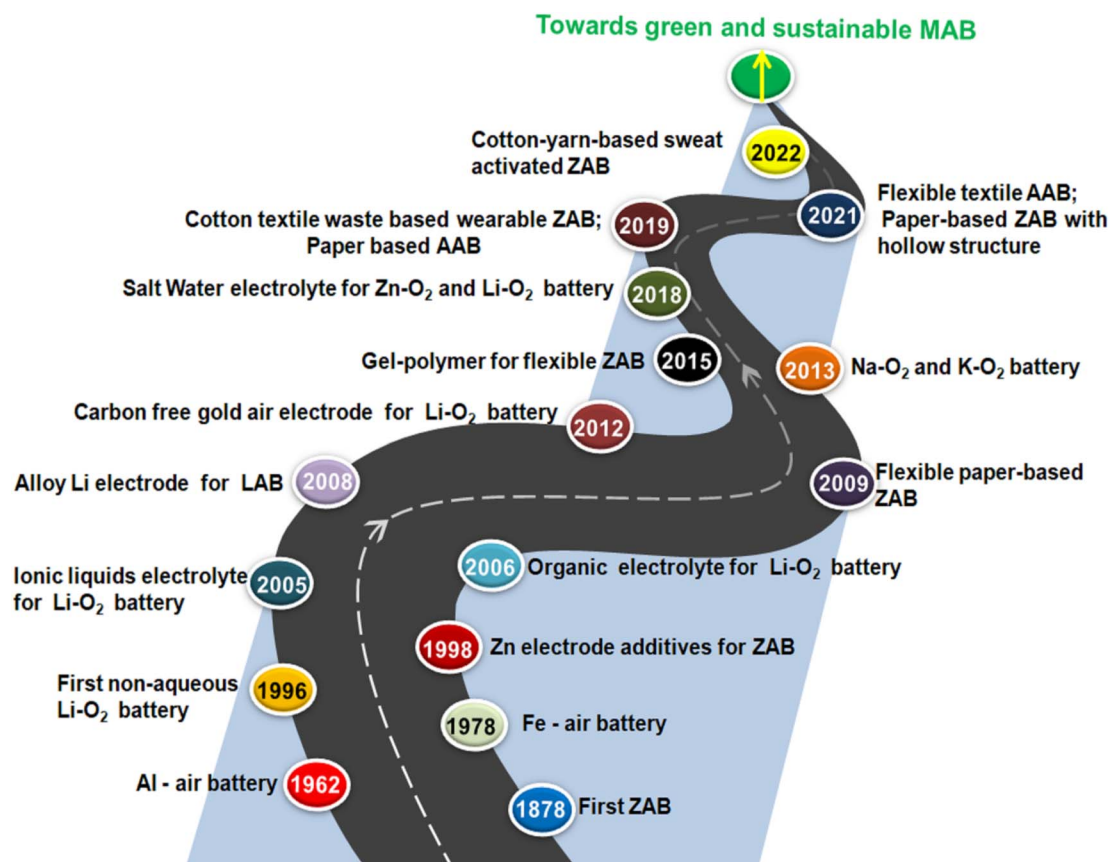 Towards green and sustainable MAB
Cotton-yarn-based sweat
activated ZAB
2022
Cotton textile waste based wearable ZAB;
Paper based AAB
2019
2021
Flexible textile AAB;
Paper-based ZAB with
hollow structure
Salt Water electrolyte for Zn-O₂ and Li-O₂ battery
2018
Gel-polymer for flexible ZAB
2015
2013
Na-O₂ and K-O₂ battery
Carbon free gold air electrode for Li-O₂ battery
2012
Alloy Li electrode for LAB
2008
2009
Flexible paper-based
ZAB
Ionic liquids electrolyte
for Li-O₂ battery
2005
2006
Organic electrolyte for Li-O₂ battery
1998
Zn electrode additives for ZAB
First non-aqueous
Li-O₂ battery
1996
1978
Fe - air battery
Al - air battery
1962
1878
First ZAB